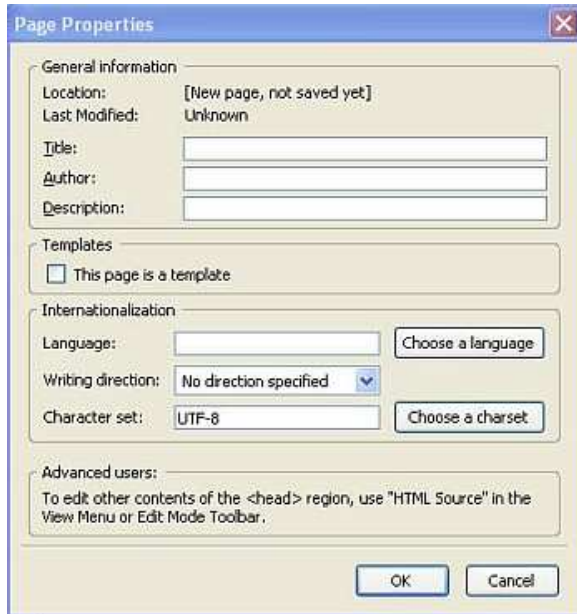 Page Properties
General information
Location: [New page, not saved yet]
Last Modified: Unknown
Title:
Author:
Description:
Templates
This page is a template
Internationalization
Language: Choose a language
Writing direction: No direction specified
Character set: UTF-8 Choose a charset
Advanced users:
To edit other contents of the <head> region, use "HTML Source" in the
View Menu or Edit Mode Toolbar.
OK Cancel